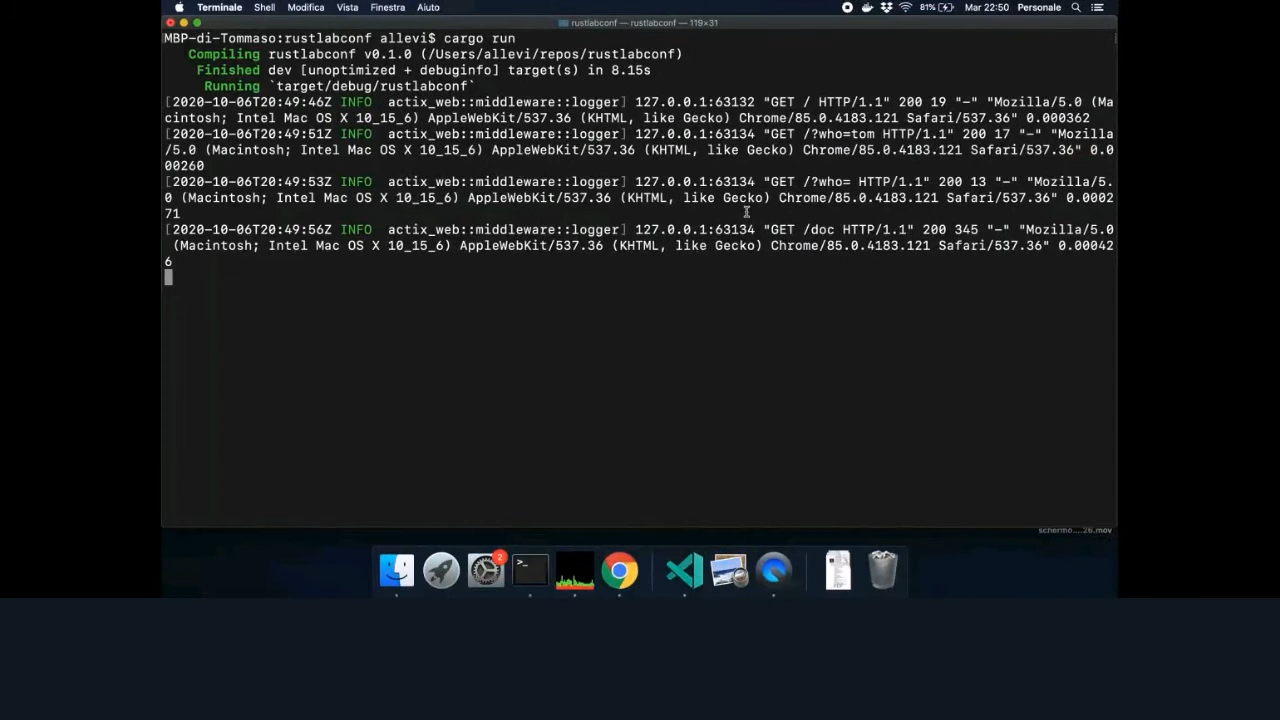 Terminale Shell Modifica Vista Finestra Aiuto 81% Mar 22:50 Personale
rustlabconf — rustlabconf — 119×31
MBP-di-Tommaso:rustlabconf allevi$ cargo run
Compiling rustlabconf v0.1.0 (/Users/allevi/repos/rustlabconf)
Finished dev [unoptimized + debuginfo] target(s) in 8.15s
Running `target/debug/rustlabconf`
[2020-10-06T20:49:46Z INFO  actix_web::middleware::logger] 127.0.0.1:63132 "GET / HTTP/1.1" 200 19 "-" "Mozilla/5.0 (Ma
cintosh; Intel Mac OS X 10_15_6) AppleWebKit/537.36 (KHTML, like Gecko) Chrome/85.0.4183.121 Safari/537.36" 0.000362
[2020-10-06T20:49:51Z INFO  actix_web::middleware::logger] 127.0.0.1:63134 "GET /?who=tom HTTP/1.1" 200 17 "-" "Mozilla
/5.0 (Macintosh; Intel Mac OS X 10_15_6) AppleWebKit/537.36 (KHTML, like Gecko) Chrome/85.0.4183.121 Safari/537.36" 0.0
00260
[2020-10-06T20:49:53Z INFO  actix_web::middleware::logger] 127.0.0.1:63134 "GET /?who= HTTP/1.1" 200 13 "-" "Mozilla/5.
0 (Macintosh; Intel Mac OS X 10_15_6) AppleWebKit/537.36 (KHTML, like Gecko) Chrome/85.0.4183.121 Safari/537.36" 0.0002
71
[2020-10-06T20:49:56Z INFO  actix_web::middleware::logger] 127.0.0.1:63134 "GET /doc HTTP/1.1" 200 345 "-" "Mozilla/5.0
 (Macintosh; Intel Mac OS X 10_15_6) AppleWebKit/537.36 (KHTML, like Gecko) Chrome/85.0.4183.121 Safari/537.36" 0.00042
6
schermo....26.mov
2
>_